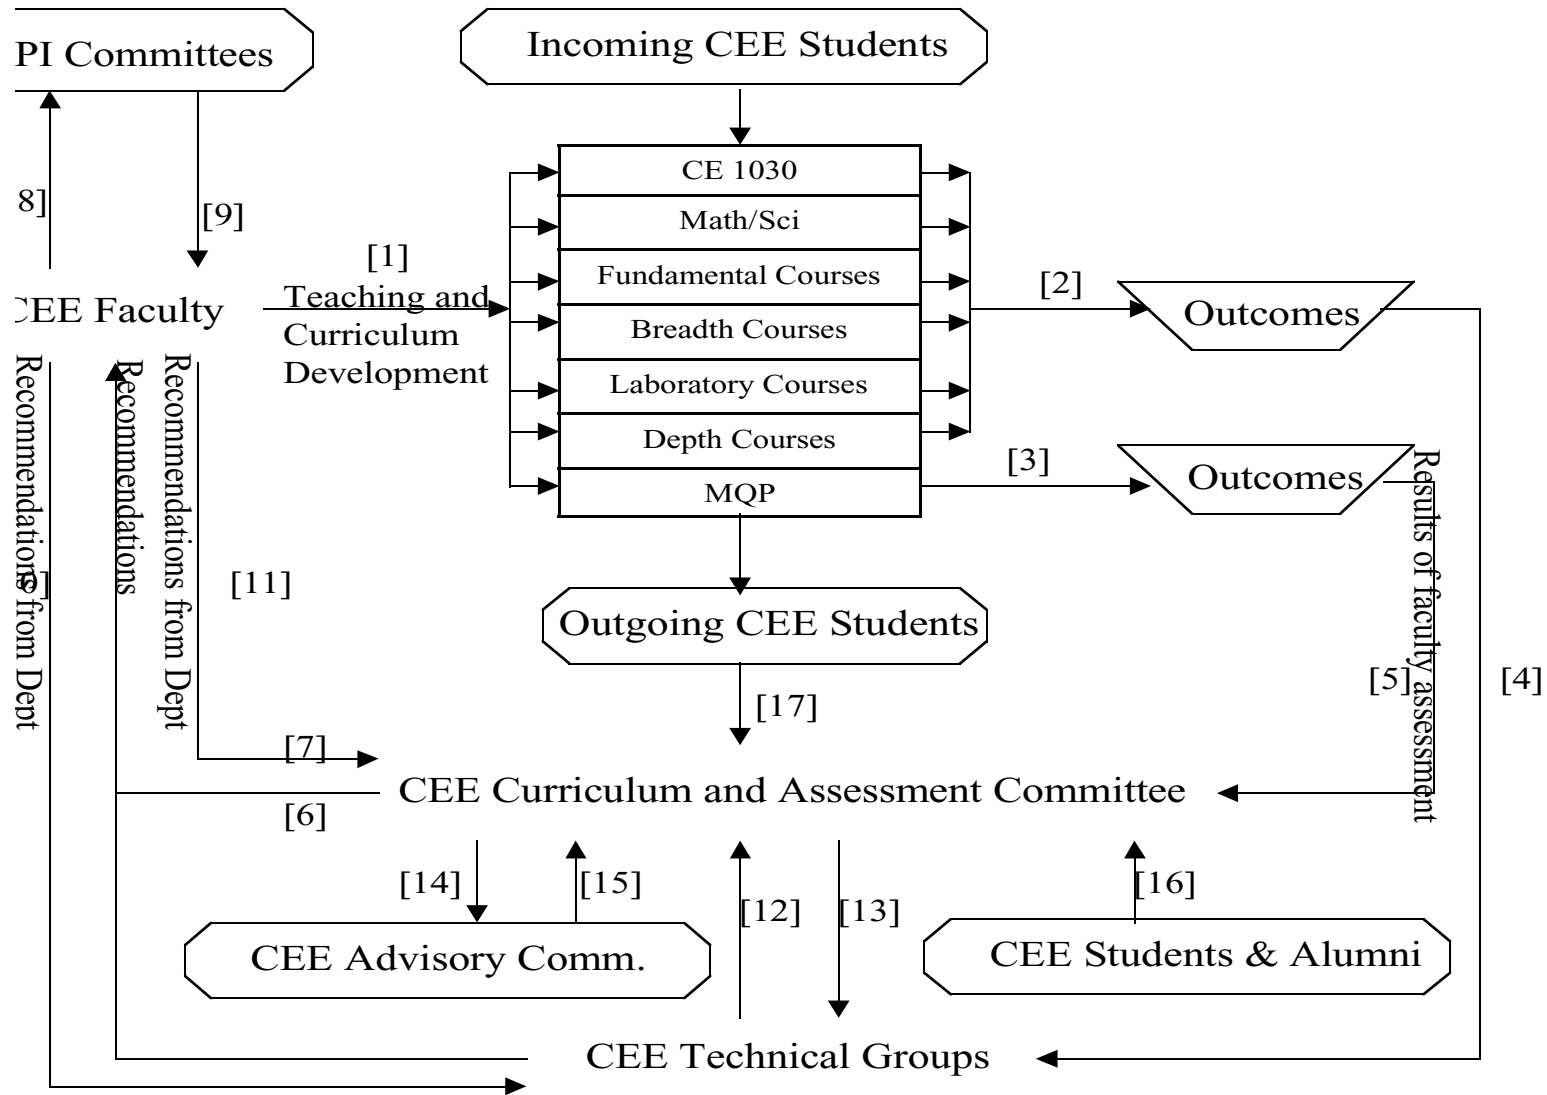 PI Committees
Incoming CEE Students
CE 1030
8]
[9]
Math/Sci
[1]
Fundamental Courses
[2]
Teaching and
Curriculum
Development
CEE Faculty
Outcomes
Breadth Courses
Laboratory Courses
Depth Courses
[3]
Outcomes
MQP
Recommendations from Dept
Recommendations
Recommendations from Dept
[11]
Results of faculty assessment
Outgoing CEE Students
[5]
[4]
[17]
[7]
CEE Curriculum and Assessment Committee
[6]
[14]
[15]
[12]
[13]
[16]
CEE Advisory Comm.
CEE Students & Alumni
CEE Technical Groups